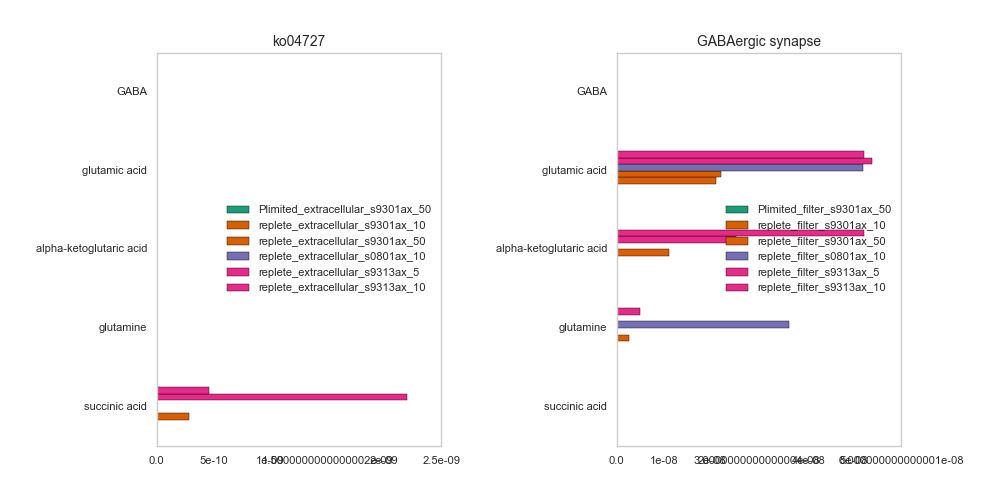 ko04727
GABA
glutamic acid
alpha-ketoglutaric acid
glutamine
succinic acid
Plimited_extracellular_s9301ax_50
replete_extracellular_s9301ax_10
replete_extracellular_s9301ax_50
replete_extracellular_s0801ax_10
replete_extracellular_s9313ax_5
replete_extracellular_s9313ax_10
0.0 5e-10 2.5e-09
GABAergic synapse
GABA
glutamic acid
alpha-ketoglutaric acid
glutamine
succinic acid
Plimited_filter_s9301ax_50
replete_filter_s9301ax_10
replete_filter_s9301ax_50
replete_filter_s0801ax_10
replete_filter_s9313ax_5
replete_filter_s9313ax_10
0.0 1e-08